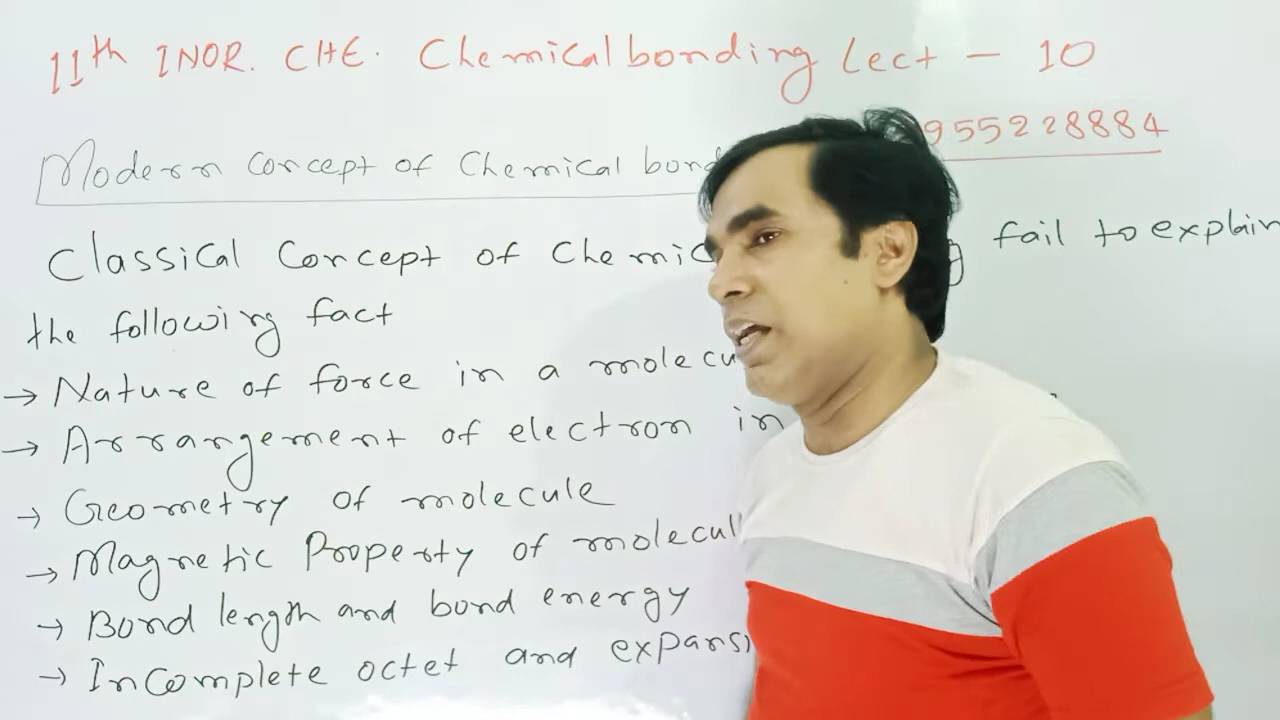 11th INOR. CHE. Chemical bonding Lect - 10
955228884
Modern Concept of Chemical bond
Classical Concept of Chemic g fail to explain
the following fact
→ Nature of force in a molecu
→ Arrangement of electron in
→ Geometry of molecule
→ Magnetic Property of molecul
→ Bond length and bond energy
→ Incomplete octet and expansi